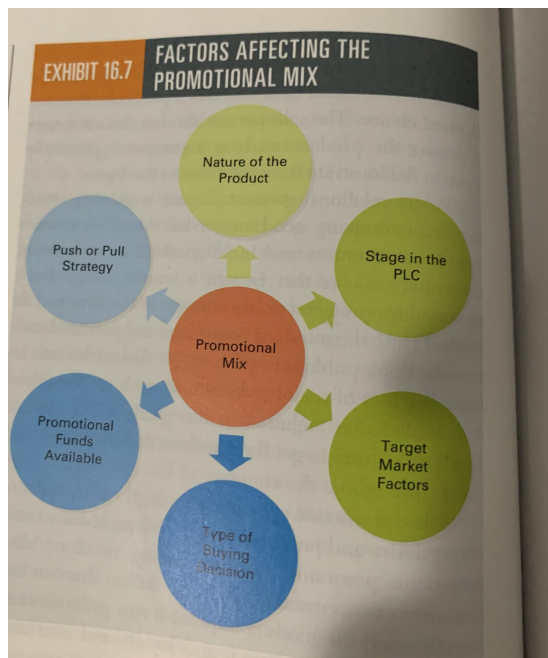 EXHIBIT 16.7
FACTORS AFFECTING THE
PROMOTIONAL MIX
Nature of the
Product
Push or Pull
Strategy
Stage in the
PLC
Promotional
Mix
Promotional
Funds
Available
Target
Market
Factors
Type of
Buying
Decision